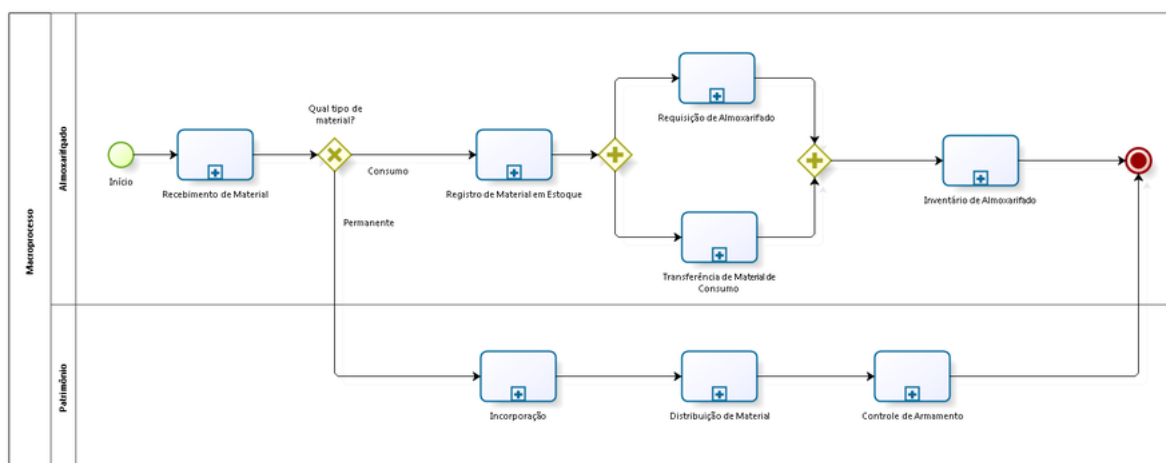 Macroprocesso
Almoxarifqado
Qual tipo de
material?
Início
Recebimento de Material
Consumo
Permanente
Registro de Material em Estoque
Requisição de Almoxarifado
Transferência de Material de
Consumo
Inventário de Almoxarifado
Patrimônio
Incorporação
Distribuição de Material
Controle de Armamento